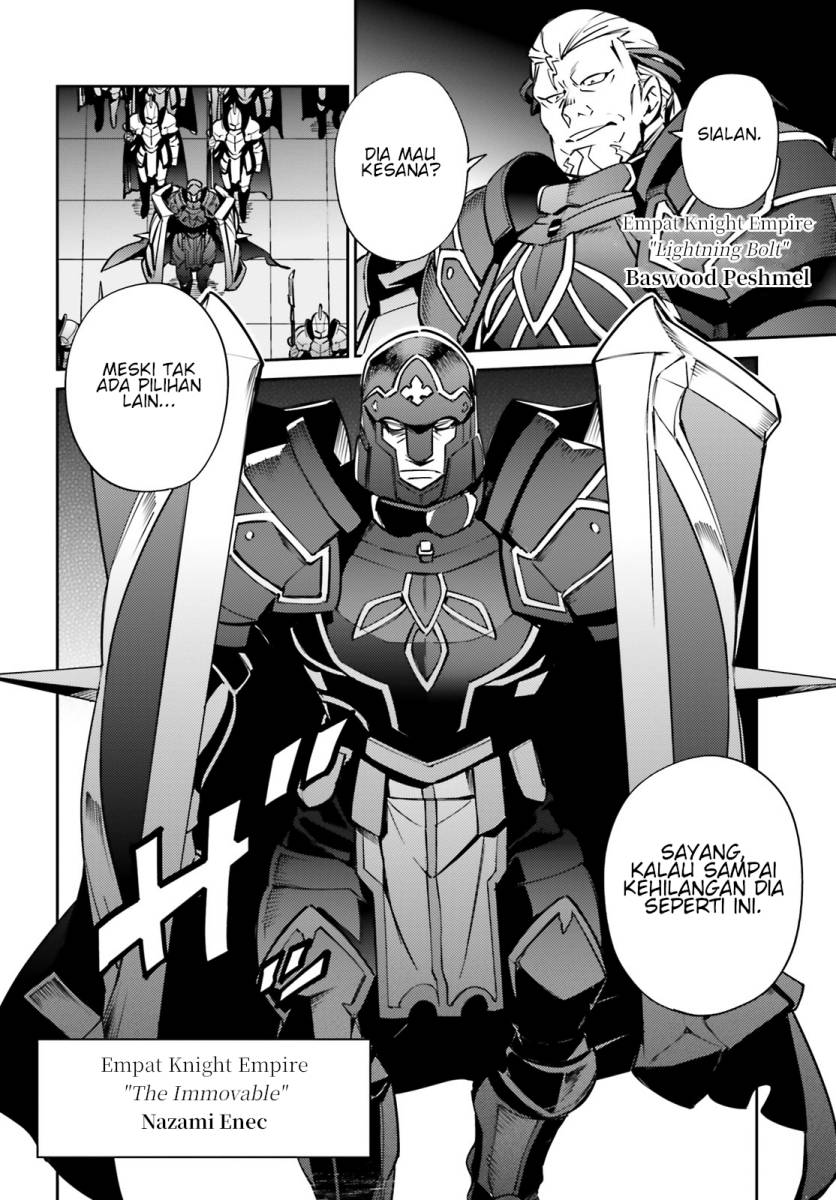 SIALAN.
Empat Knight Empire
"Lightning Bolt"
Baswood Peshmel
DIA MAU
KESANA?
MESKI TAK
ADA PILIHAN
LAIN...
SAYANG,
KALAU SAMPAI
KEHILANGAN DIA
SEPERTI INI.
Empat Knight Empire
"The Immovable"
Nazami Enec